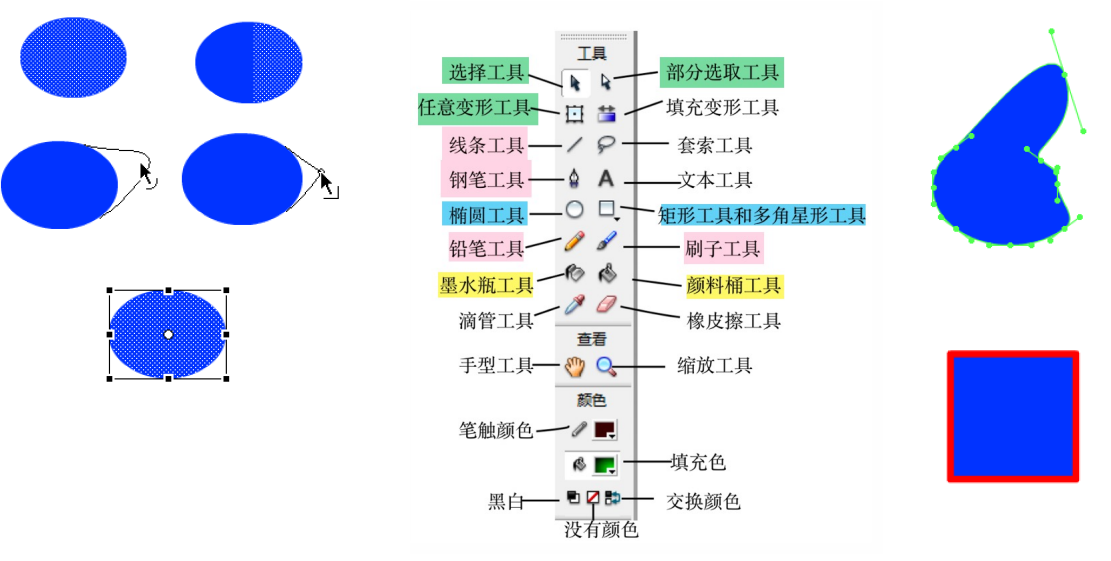 工具
选择工具
部分选取工具
任意变形工具
填充变形工具
线条工具
套索工具
钢笔工具
文本工具
椭圆工具
矩形工具和多角星形工具
铅笔工具
刷子工具
墨水瓶工具
颜料桶工具
滴管工具
橡皮擦工具
查看
手型工具
缩放工具
颜色
笔触颜色
填充色
黑白
交换颜色
没有颜色